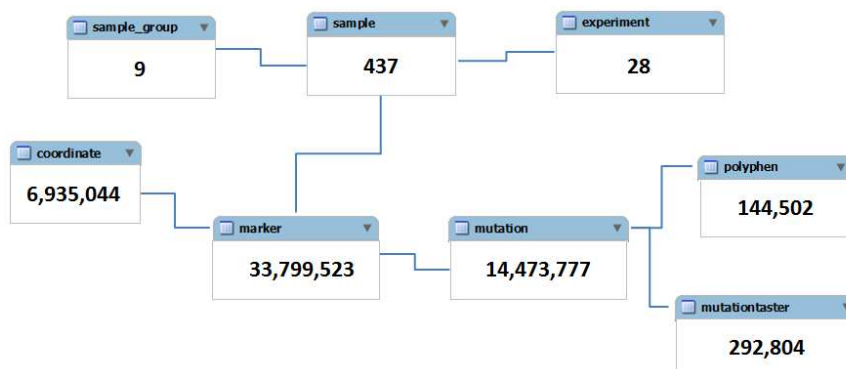 sample_group
9
sample
437
experiment
28
coordinate
6,935,044
marker
33,799,523
mutation
14,473,777
polyphen
144,502
mutationtaster
292,804